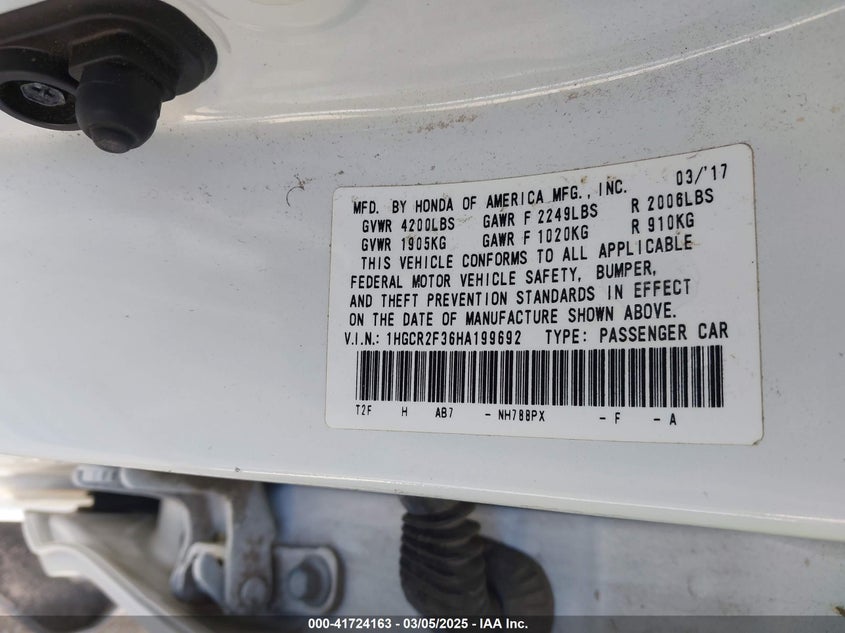 03/'17
MFD. BY HONDA OF AMERICA MFG., INC.
GVWR 4200LBS GAWR F 2249LBS R 2006LBS
GVWR 1905KG GAWR F 1020KG R 910KG
THIS VEHICLE CONFORMS TO ALL APPLICABLE
FEDERAL MOTOR VEHICLE SAFETY, BUMPER,
AND THEFT PREVENTION STANDARDS IN EFFECT
ON THE DATE OF MANUFACTURE SHOWN ABOVE.
V.I.N.: 1HGCR2F36HA199692 TYPE: PASSENGER CAR
T2F H AB7 - NH788PX - F - A
000-41724163 — 03/05/2025 — IAA Inc.